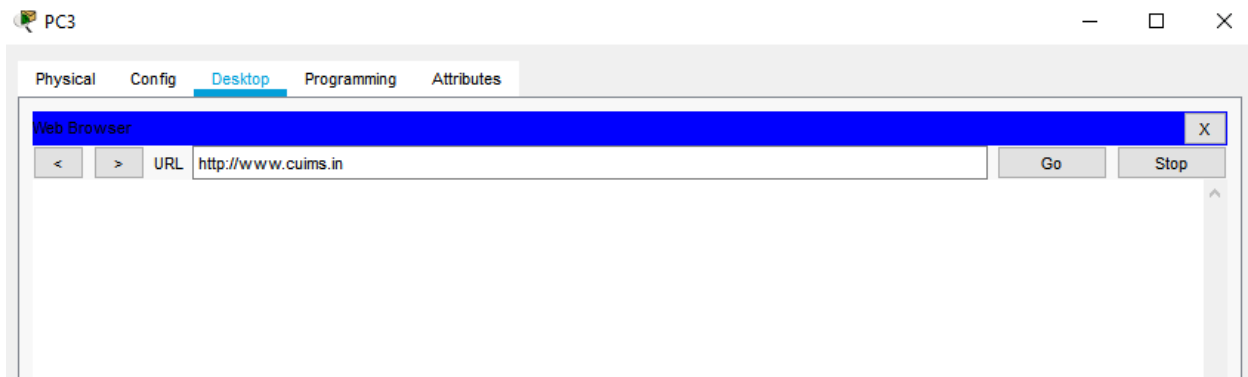 PC3
Physical Config Desktop Programming Attributes
Web Browser X
< > URL http://www.cuims.in Go Stop